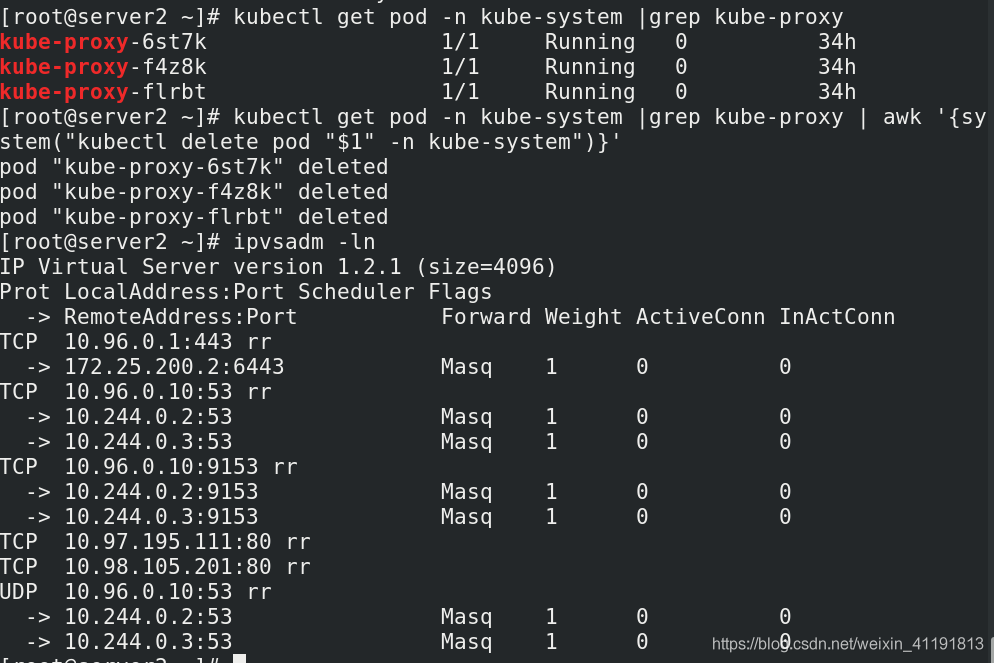 [root@server2 ~]# kubectl get pod -n kube-system |grep kube-proxy
kube-proxy-6st7k                  1/1     Running   0          34h
kube-proxy-f4z8k                  1/1     Running   0          34h
kube-proxy-flrbt                  1/1     Running   0          34h
[root@server2 ~]# kubectl get pod -n kube-system |grep kube-proxy | awk '{sy
stem("kubectl delete pod "$1" -n kube-system")}'
pod "kube-proxy-6st7k" deleted
pod "kube-proxy-f4z8k" deleted
pod "kube-proxy-flrbt" deleted
[root@server2 ~]# ipvsadm -ln
IP Virtual Server version 1.2.1 (size=4096)
Prot LocalAddress:Port Scheduler Flags
  -> RemoteAddress:Port           Forward Weight ActiveConn InActConn
TCP  10.96.0.1:443 rr
  -> 172.25.200.2:6443            Masq    1      0          0
TCP  10.96.0.10:53 rr
  -> 10.244.0.2:53                Masq    1      0          0
  -> 10.244.0.3:53                Masq    1      0          0
TCP  10.96.0.10:9153 rr
  -> 10.244.0.2:9153              Masq    1      0          0
  -> 10.244.0.3:9153              Masq    1      0          0
TCP  10.97.195.111:80 rr
TCP  10.98.105.201:80 rr
UDP  10.96.0.10:53 rr
  -> 10.244.0.2:53                Masq    1      0          0
  -> 10.244.0.3:53                Masq    1      0          0
https://blog.csdn.net/weixin_41191813
[root@server2 ~]#